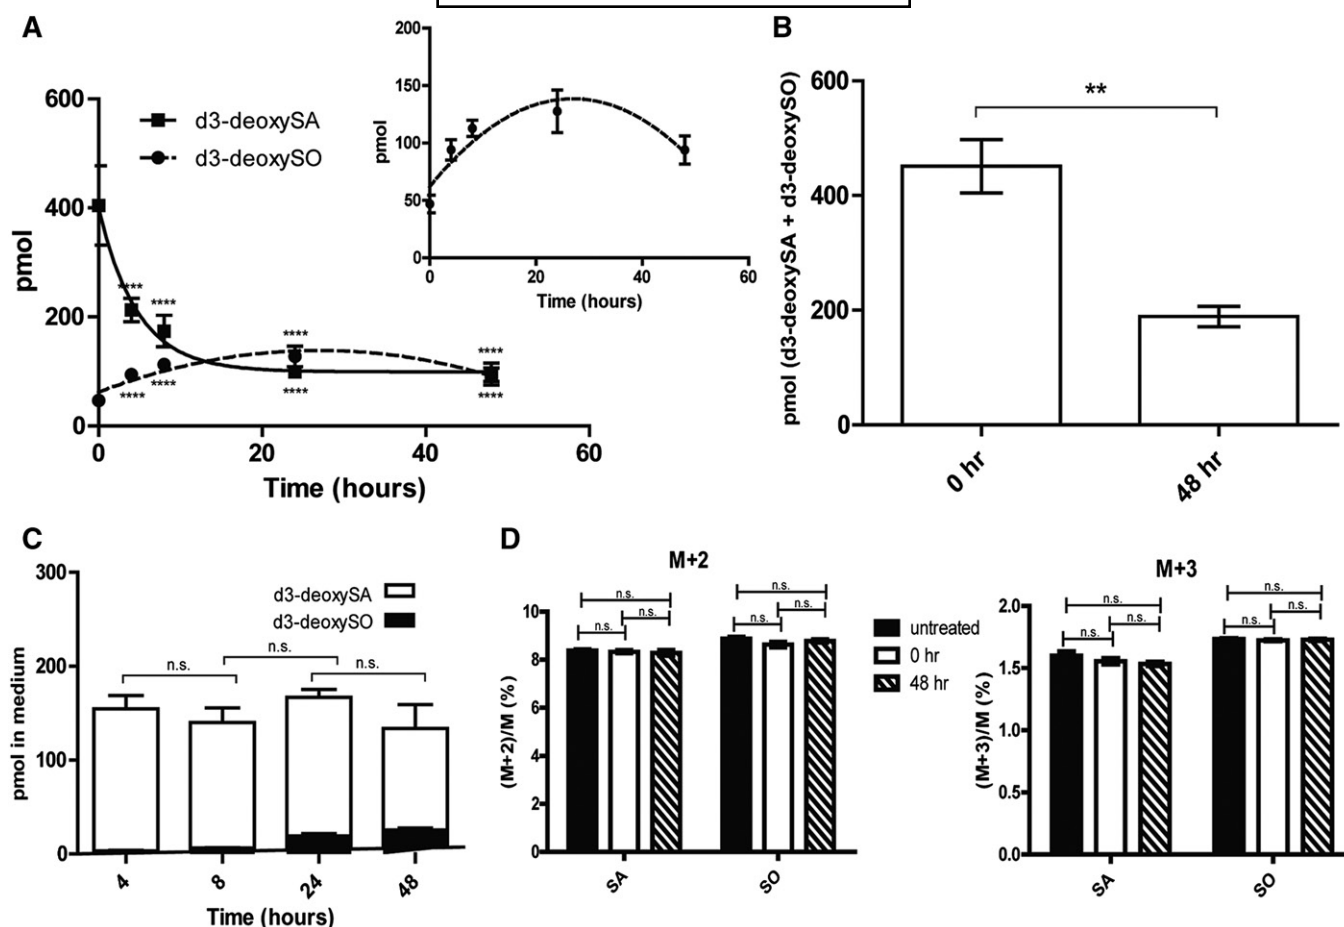 A
600
400
200
0
0 20 40 60
pmol
Time (hours)
d3-deoxySA
d3-deoxySO
****
****
****
****
****
****
****
****
200
150
100
50
0
0 20 40 60
pmol
Time (hours)
B
600
400
200
0
pmol (d3-deoxySA + d3-deoxySO)
**
0 hr
48 hr
C
300
200
100
0
pmol in medium
d3-deoxySA
d3-deoxySO
n.s.
n.s.
n.s.
4 8 24 48
Time (hours)
D
M+2
10
8
6
4
2
0
(M+2)/M (%)
n.s.
n.s.
n.s.
n.s.
n.s.
n.s.
SA SO
untreated
0 hr
48 hr
M+3
2.0
1.5
1.0
0.5
0.0
(M+3)/M (%)
n.s.
n.s.
n.s.
n.s.
n.s.
n.s.
SA SO